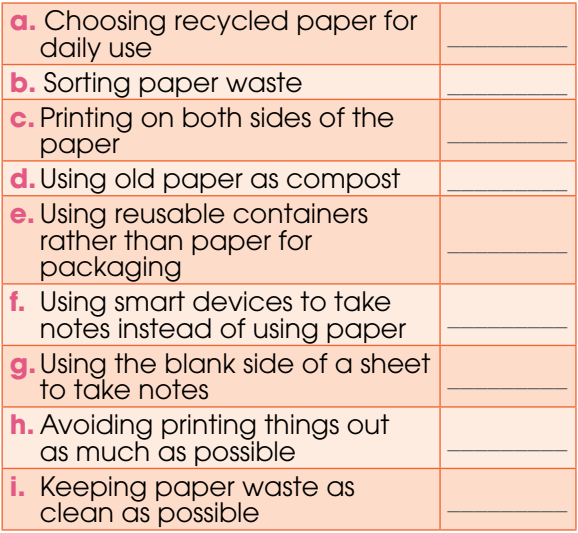 a. Choosing recycled paper for
daily use
b. Sorting paper waste
c. Printing on both sides of the
paper
d. Using old paper as compost
e. Using reusable containers
rather than paper for
packaging
f. Using smart devices to take
notes instead of using paper
g. Using the blank side of a sheet
to take notes
h. Avoiding printing things out
as much as possible
i. Keeping paper waste as
clean as possible